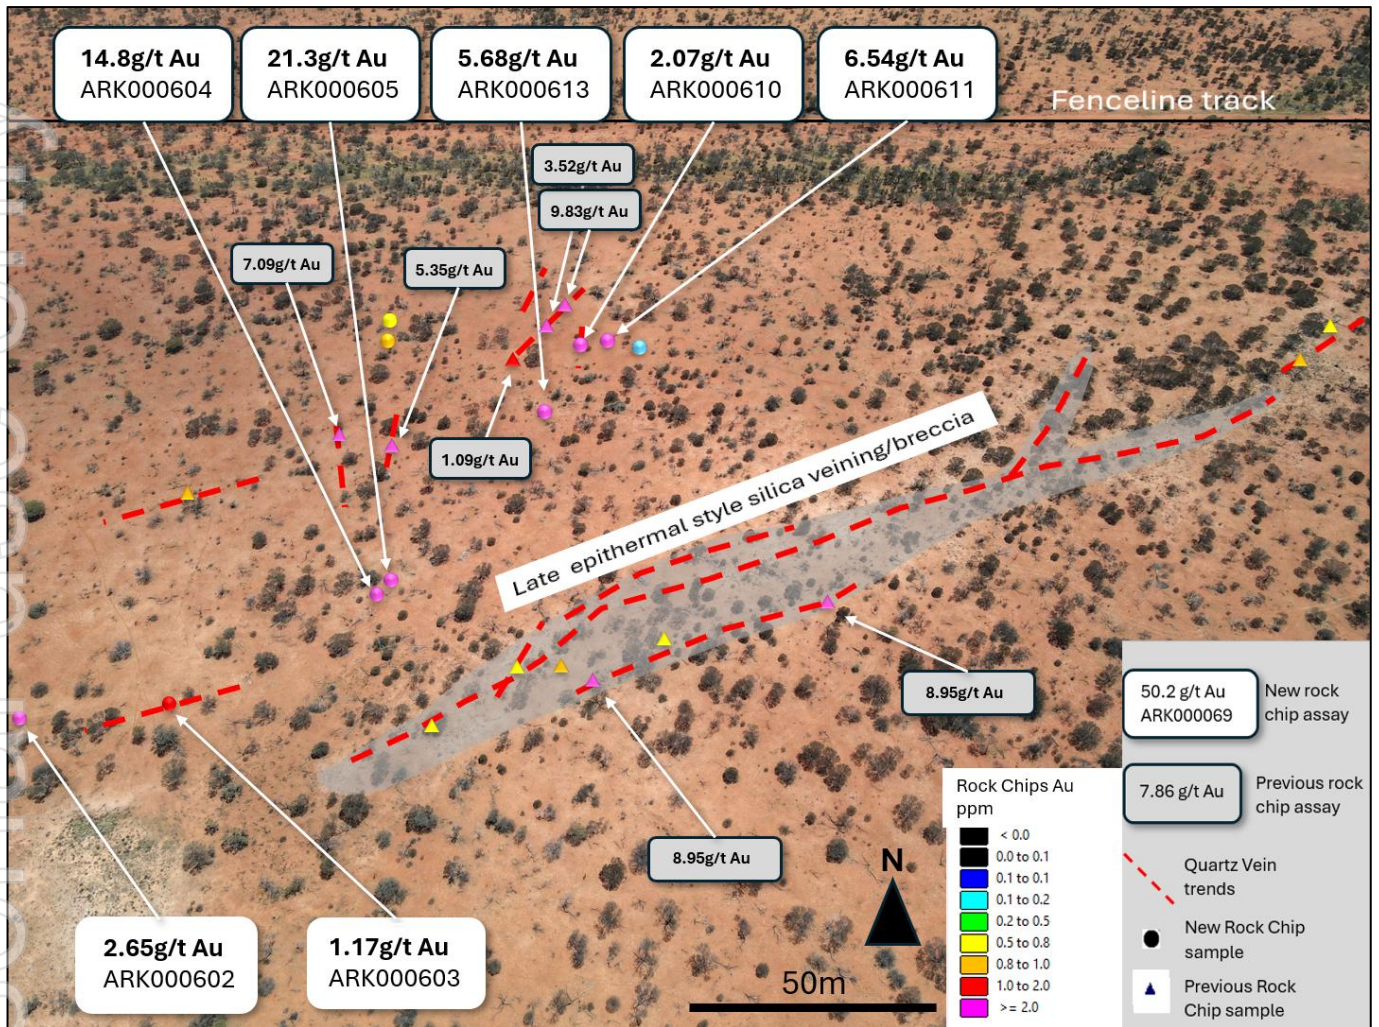 14.8g/t Au
ARK000604
21.3g/t Au
ARK000605
5.68g/t Au
ARK000613
2.07g/t Au
ARK000610
6.54g/t Au
ARK000611
Fenceline track
3.52g/t Au
9.83g/t Au
7.09g/t Au
5.35g/t Au
1.09g/t Au
Late epithermal style silica veining/breccia
8.95g/t Au
8.95g/t Au
2.65g/t Au
ARK000602
1.17g/t Au
ARK000603
N
50m
Rock Chips Au
ppm
< 0.0
0.0 to 0.1
0.1 to 0.1
0.1 to 0.2
0.2 to 0.5
0.5 to 0.8
0.8 to 1.0
1.0 to 2.0
>= 2.0
50.2 g/t Au
ARK000069
New rock
chip assay
7.86 g/t Au
Previous rock
chip assay
Quartz Vein
trends
New Rock Chip
sample
Previous Rock
Chip sample